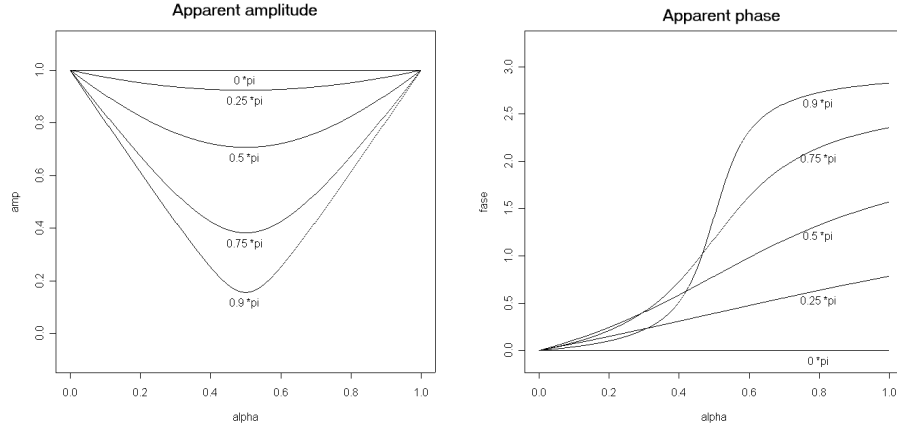 Apparent amplitude
amp
1.0
0.8
0.6
0.4
0.2
0.0
0 *pi
0.25 *pi
0.5 *pi
0.75 *pi
0.9 *pi
0.0 0.2 0.4 0.6 0.8 1.0
alpha
Apparent phase
fase
3.0
2.5
2.0
1.5
1.0
0.5
0.0
0.9 *pi
0.75 *pi
0.5 *pi
0.25 *pi
0 *pi
0.0 0.2 0.4 0.6 0.8 1.0
alpha